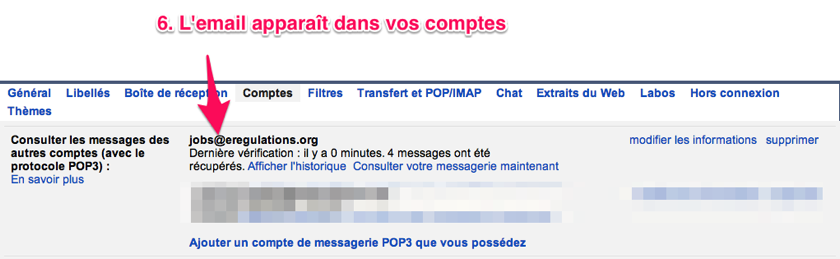 6. L'email apparaît dans vos comptes
Général Libellés Boîte de réception Comptes Filtres Transfert et POP/IMAP Chat Extraits du Web Labos Hors connexion
Thèmes
Consulter les messages des
autres comptes (avec le
protocole POP3) :
En savoir plus
jobs@eregulations.org
Dernière vérification : il y a 0 minutes. 4 messages ont été
récupérés. Afficher l'historique Consultez votre messagerie maintenant
modifier les informations supprimer
Ajouter un compte de messagerie POP3 que vous possédez